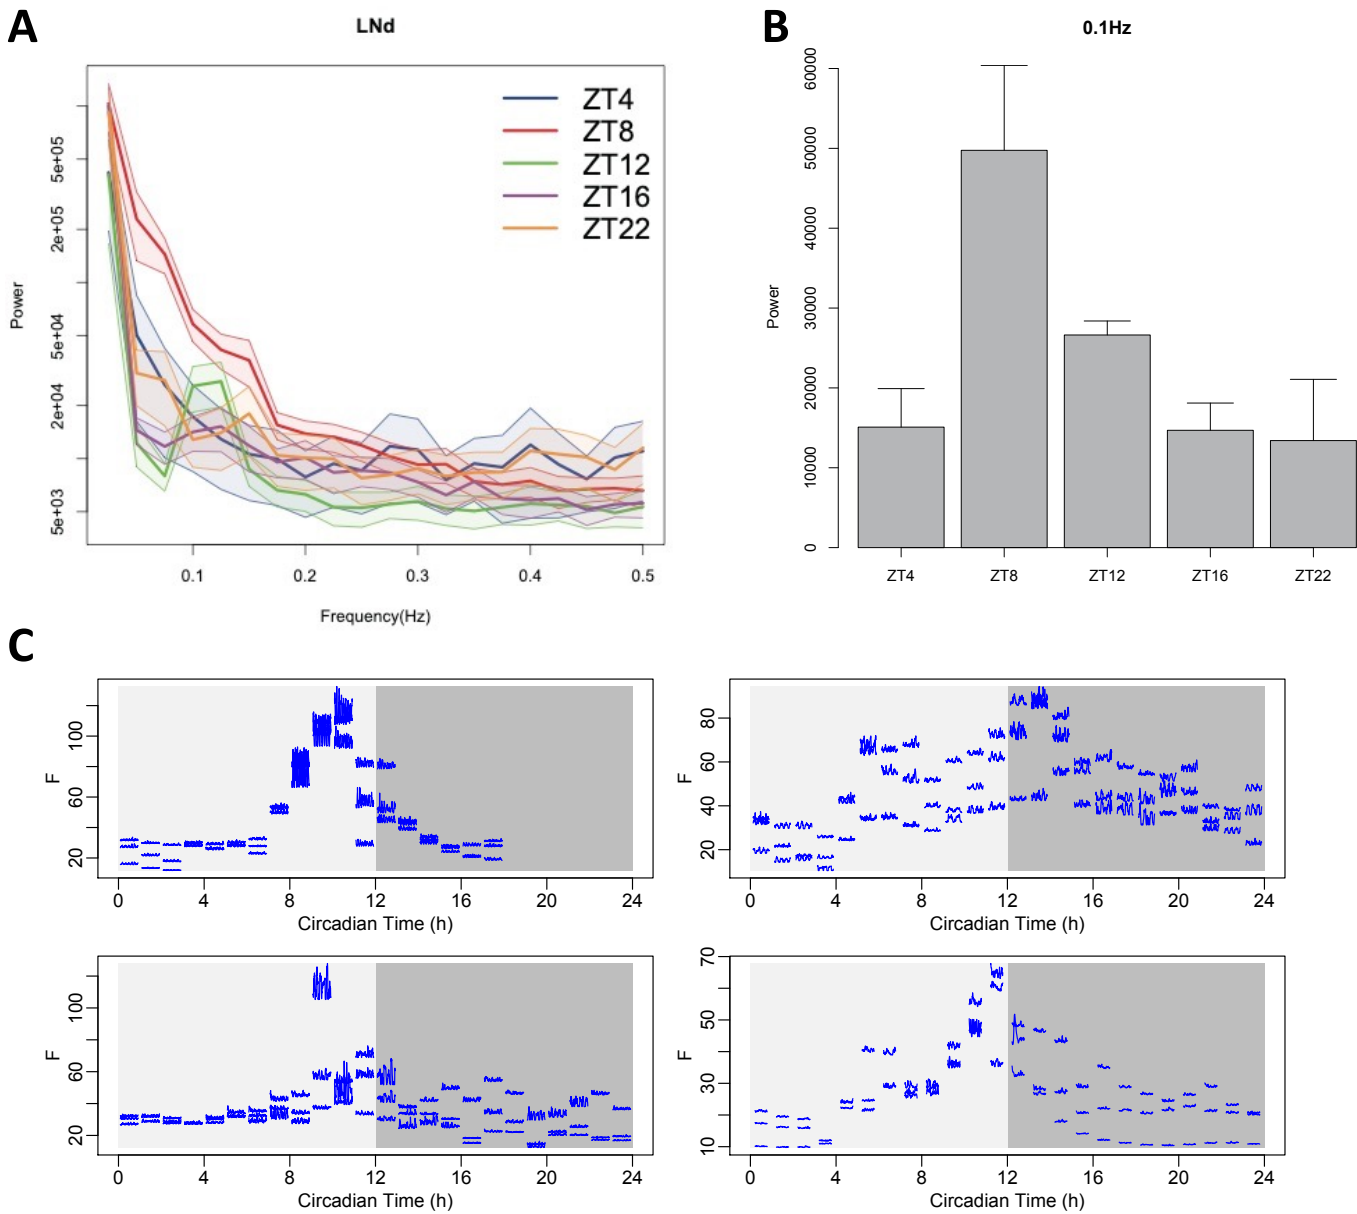 A
LNd
Power
5e+05
2e+05
5e+04
2e+04
5e+03
ZT4
ZT8
ZT12
ZT16
ZT22
0.1 0.2 0.3 0.4 0.5
Frequency(Hz)
B
0.1Hz
Power
60000
50000
40000
30000
20000
10000
0
ZT4 ZT8 ZT12 ZT16 ZT22
C
F
100
60
20
0 4 8 12 16 20 24
Circadian Time (h)
F
80
60
40
20
0 4 8 12 16 20 24
Circadian Time (h)
F
100
60
20
0 4 8 12 16 20 24
Circadian Time (h)
F
70
50
30
10
0 4 8 12 16 20 24
Circadian Time (h)